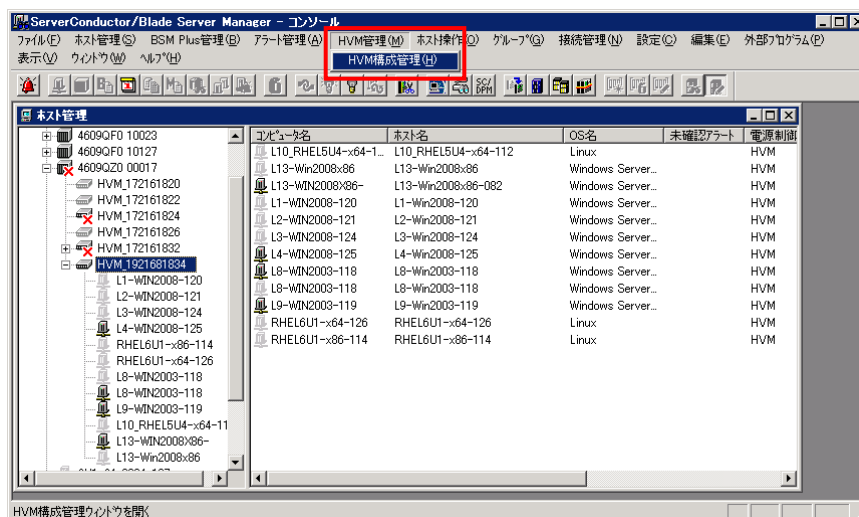 ServerConductor/Blade Server Manager - コンソール
ファイル(F) ホスト管理(S) BSM Plus管理(B) アラート管理(A) HVM管理(M) ホスト操作(O) グループ(G) 接続管理(N) 設定(C) 編集(E) 外部プログラム(P)
表示(V) ウィンドウ(W) ヘルプ(H)
HVM構成管理(H)
ホスト管理
4609QF0 10023
4609QF0 10127
4609QZ0 00017
HVM_172161820
HVM_172161822
HVM_172161824
HVM_172161826
HVM_172161832
HVM_1921681834
L1-WIN2008-120
L2-WIN2008-121
L3-WIN2008-124
L4-WIN2008-125
RHEL6U1-x86-114
RHEL6U1-x64-126
L8-WIN2003-118
L8-WIN2003-118
L9-WIN2003-119
L10_RHEL5U4-x64-11
L13-WIN2008X86-
L13-Win2008x86
コンピュータ名 ホスト名 OS名 未確認アラート 電源制御
L10_RHEL5U4-x64-1... L10_RHEL5U4-x64-112 Linux HVM
L13-Win2008x86 L13-Win2008x86 Windows Server... HVM
L13-WIN2008X86- L13-Win2008x86-082 Windows Server... HVM
L1-WIN2008-120 L1-Win2008-120 Windows Server... HVM
L2-WIN2008-121 L2-Win2008-121 Windows Server... HVM
L3-WIN2008-124 L3-Win2008-124 Windows Server... HVM
L4-WIN2008-125 L4-Win2008-125 Windows Server... HVM
L8-WIN2003-118 L8-Win2003-118 Windows Server... HVM
L8-WIN2003-118 L8-Win2003-118 Windows Server... HVM
L9-WIN2003-119 L9-Win2003-119 Windows Server... HVM
RHEL6U1-x64-126 RHEL6U1-x64-126 Linux HVM
RHEL6U1-x86-114 RHEL6U1-x86-114 Linux HVM
HVM構成管理ウィンドウを開く